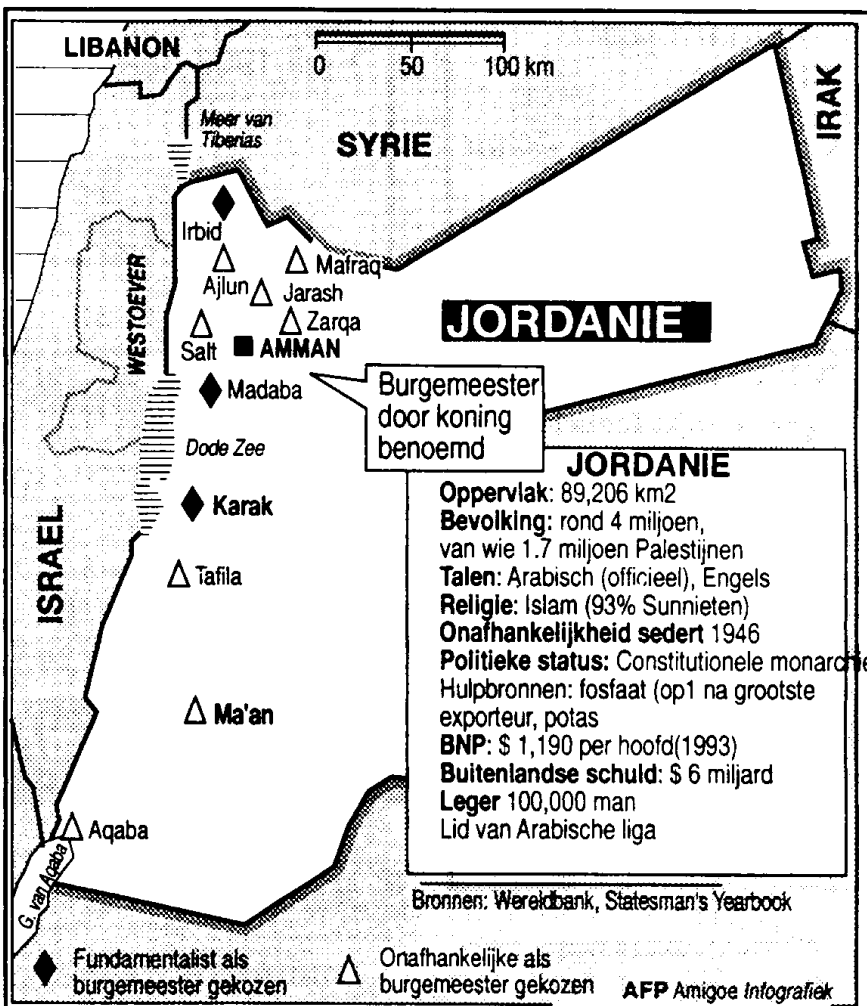 LIBANON
0 50 100 km
Meer van
Tiberias
SYRIE
IRAK
Irbid
Ajlun
Mafraq
Jarash
WESTOEVER
Salt
Zarqa
AMMAN
JORDANIE
Madaba
Burgemeester
door koning
benoemd
Dode Zee
Karak
ISRAEL
Tafila
Ma'an
Aqaba
G. van Aqaba
JORDANIE
Oppervlak: 89,206 km2
Bevolking: rond 4 miljoen,
van wie 1.7 miljoen Palestijnen
Talen: Arabisch (officieel), Engels
Religie: Islam (93% Sunnieten)
Onafhankelijkheid sedert 1946
Politieke status: Constitutionele monarchie
Hulpbronnen: fosfaat (op1 na grootste
exporteur, potas
BNP: $ 1,190 per hoofd(1993)
Buitenlandse schuld: $ 6 miljard
Leger 100,000 man
Lid van Arabische liga
Bronnen: Wereldbank, Statesman's Yearbook
Fundamentalist als
burgemeester gekozen
Onafhankelijke als
burgemeester gekozen
AFP Amigoe Infografiek